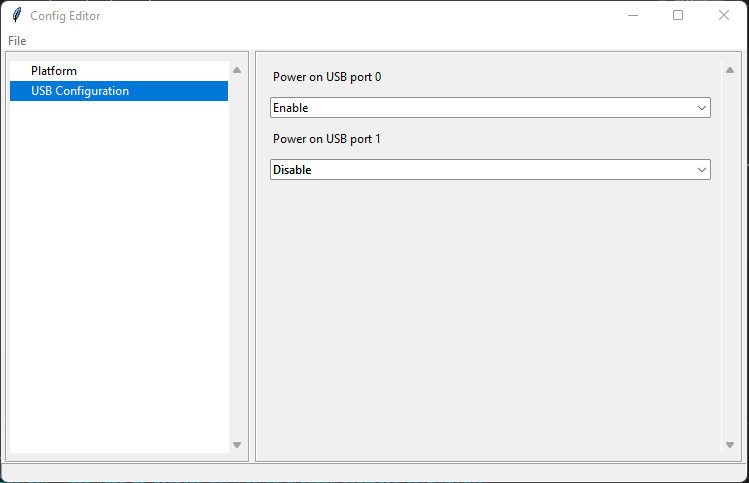 Config Editor
File
Platform
USB Configuration
Power on USB port 0
Enable
Power on USB port 1
Disable